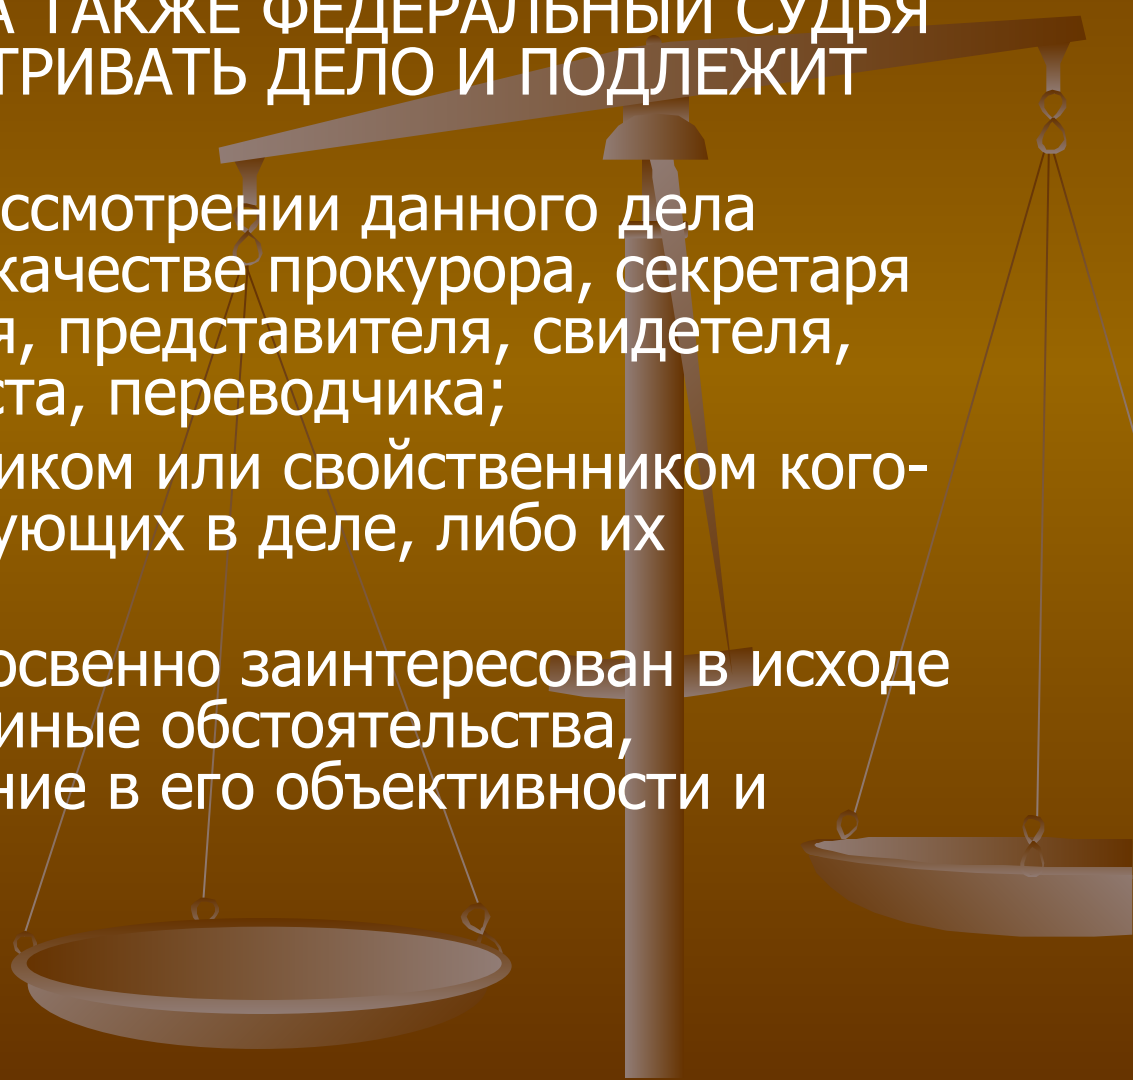 А ТАКЖЕ ФЕДЕРАЛЬНЫЙ СУДЬЯ
ТРИВАТЬ ДЕЛО И ПОДЛЕЖИТ
ссмотрении данного дела
качестве прокурора, секретаря
я, представителя, свидетеля,
ста, переводчика;
иком или свойственником кого-
ующих в деле, либо их
освенно заинтересован в исходе
иные обстоятельства,
ние в его объективности и